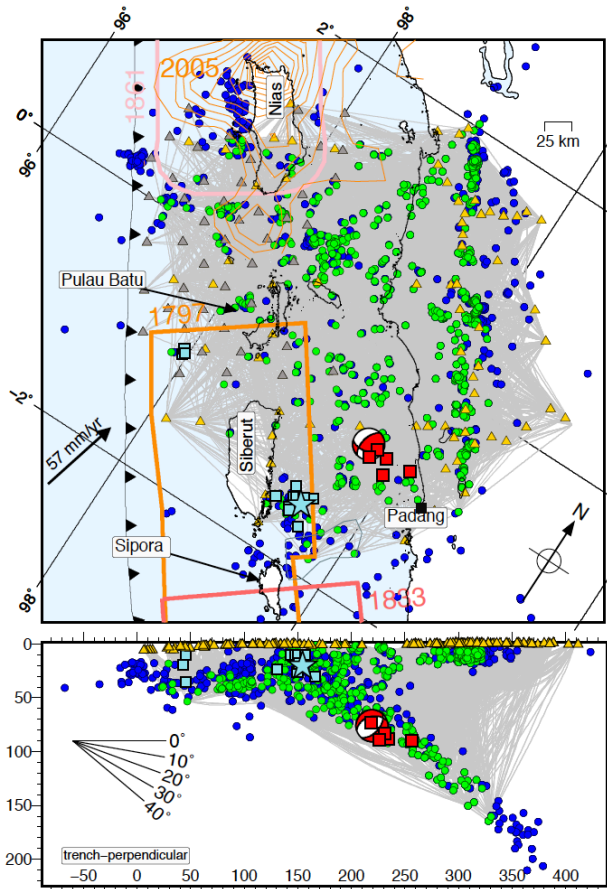 96°
2°
98
2005
1861
Nias
0°
25 km
96°
Pulau Batu
1797
-2°
57 mm/yr
Siberut
Padang
N
Sipora
98°
1833
0
50
100
150
200
0°
10°
20°
30°
40°
trench-perpendicular
-50 0 50 100 150 200 250 300 350 400